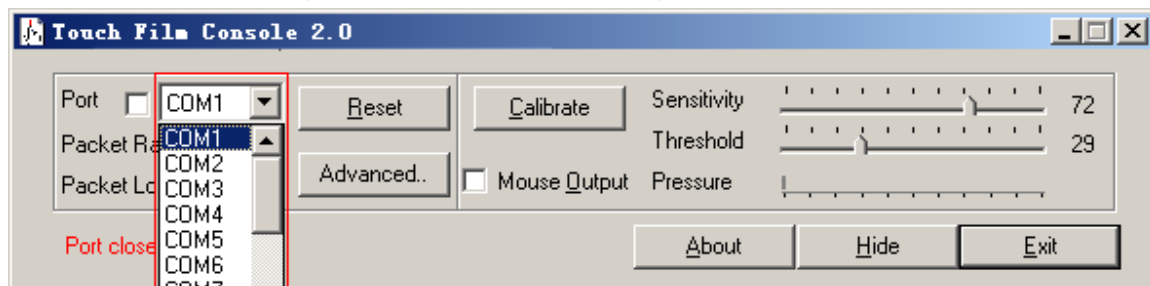 Touch Film Console 2.0
Port COM1 Reset Calibrate Sensitivity 72
Packet Ra COM1 Threshold 29
COM2
Packet Lo COM3 Advanced.. Mouse Output Pressure
COM4
Port close COM5 About Hide Exit
COM6
COM7